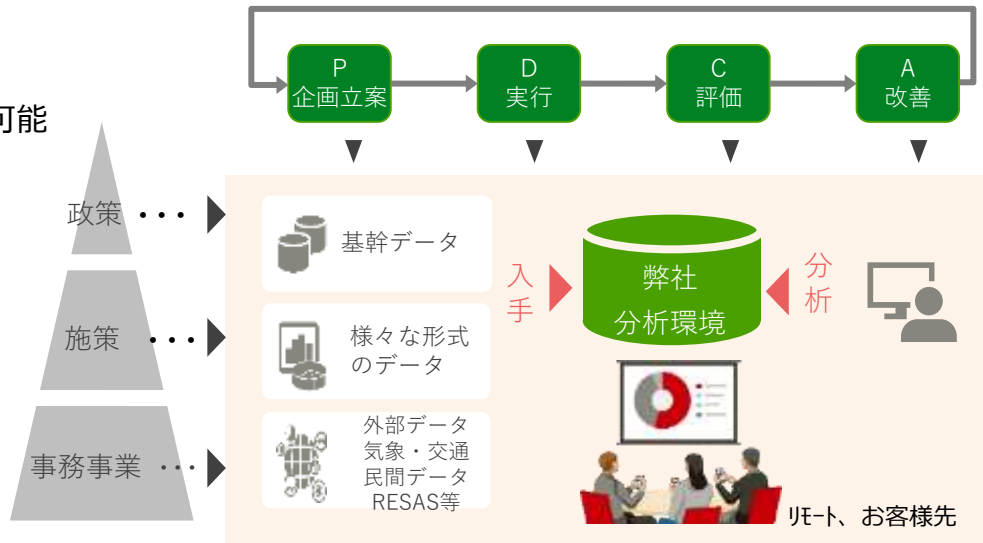 P
企画立案
D
実行
C
評価
A
改善
可能
政策 ・・・
施策 ・・・
事務事業 ・・・
基幹データ
様々な形式
のデータ
外部データ
気象・交通
民間データ
RESAS等
入手
弊社
分析環境
分析
ﾘﾓｰﾄ、お客様先